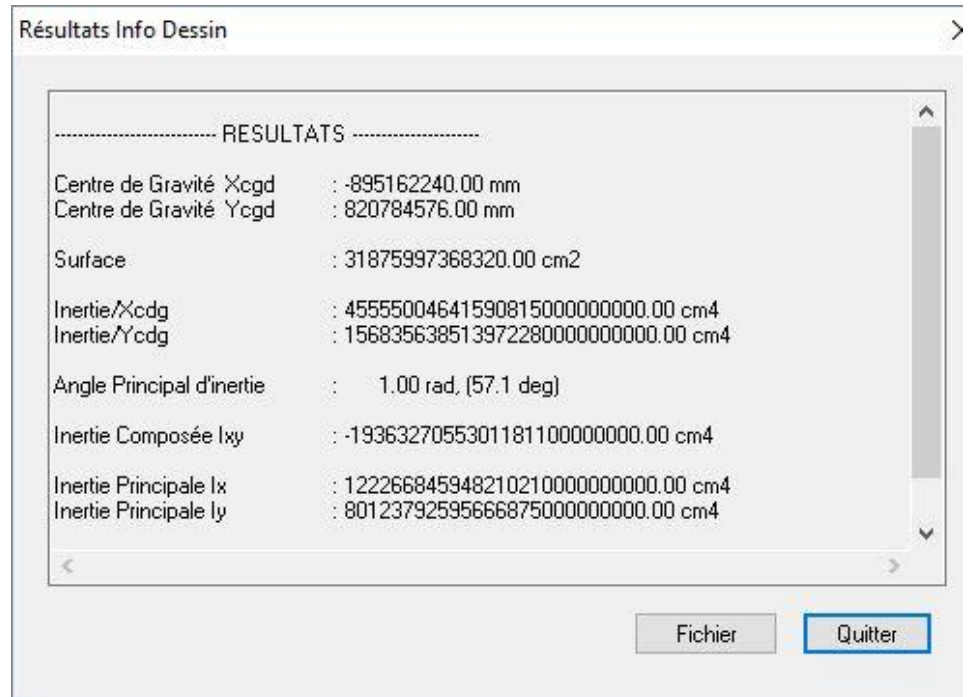 Résultats Info Dessin
---------------------------- RESULTATS ----------------------
Centre de Gravité Xcgd : -895162240.00 mm
Centre de Gravité Ycgd : 820784576.00 mm
Surface : 31875997368320.00 cm2
Inertie/Xcdg : 455550046415908150000000000.00 cm4
Inertie/Ycdg : 1568356385139722800000000000.00 cm4
Angle Principal d'inertie : 1.00 rad, (57.1 deg)
Inertie Composée Ixy : -193632705530118110000000.00 cm4
Inertie Principale Ix : 122266845948210210000000000.00 cm4
Inertie Principale Iy : 801237925956668750000000000.00 cm4
Fichier
Quitter